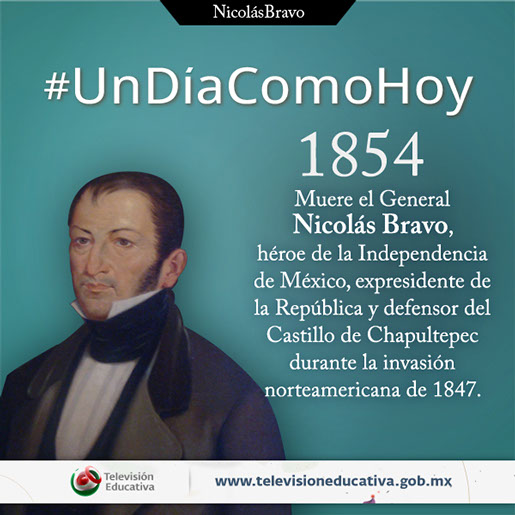 NicolásBravo
#UnDíaComoHoy
1854
Muere el General
Nicolás Bravo,
héroe de la Independencia
de México, expresidente de
la República y defensor del
Castillo de Chapultepec
durante la invasión
norteamericana de 1847.
Televisión
Educativa
www.televisioneducativa.gob.mx